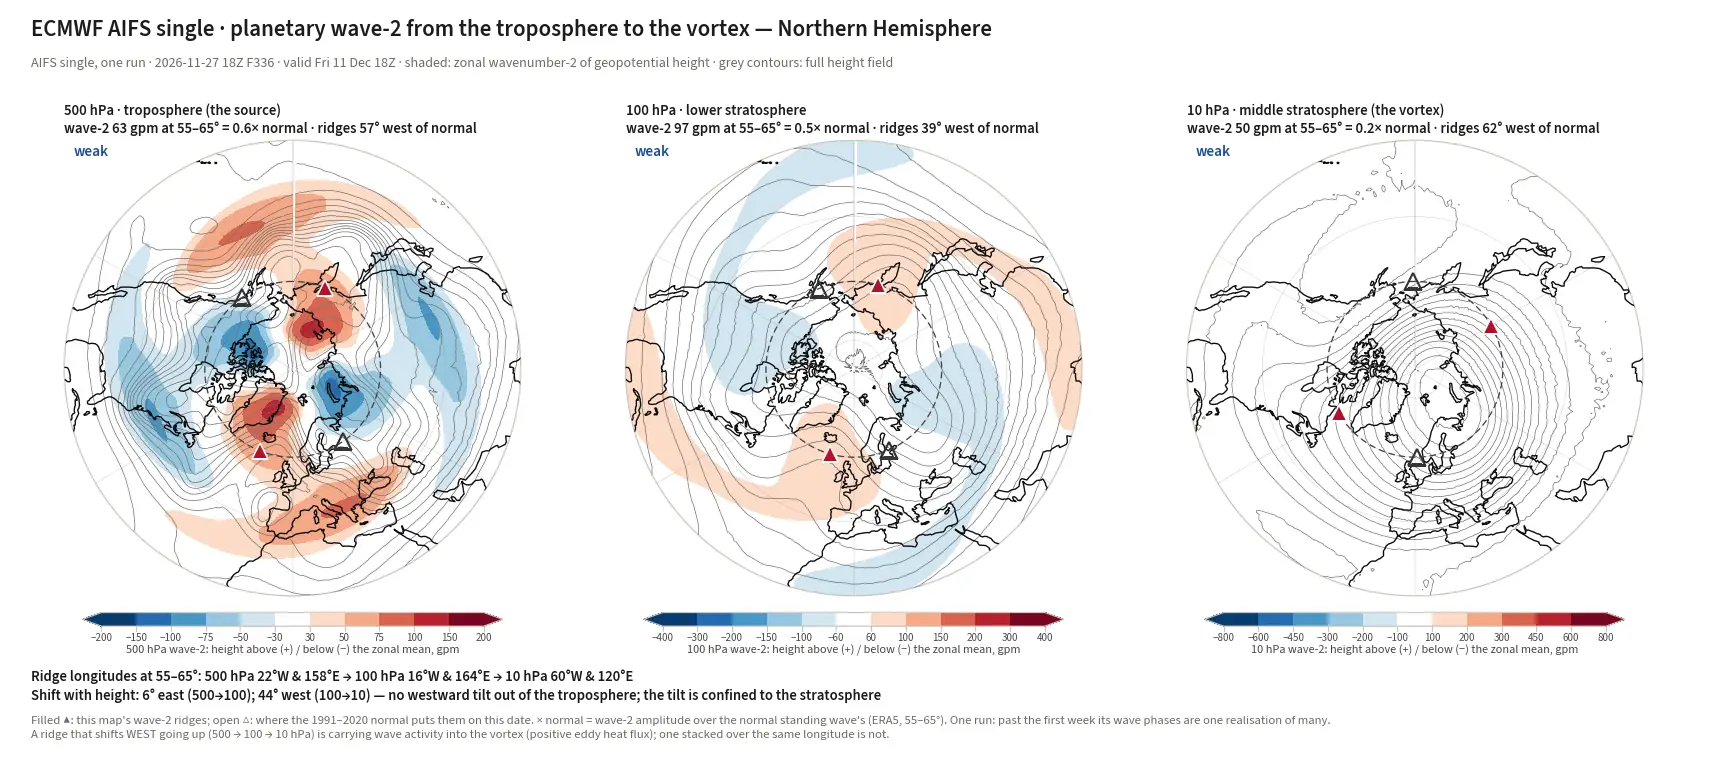 ECMWF AIFS single · planetary wave-2 from the troposphere to the vortex — Northern Hemisphere
AIFS single, one run · 2026-11-27 18Z F336 · valid Fri 11 Dec 18Z · shaded: zonal wavenumber-2 of geopotential height · grey contours: full height field
500 hPa · troposphere (the source)
wave-2 63 gpm at 55–65° = 0.6× normal · ridges 57° west of normal
weak
100 hPa · lower stratosphere
wave-2 97 gpm at 55–65° = 0.5× normal · ridges 39° west of normal
weak
10 hPa · middle stratosphere (the vortex)
wave-2 50 gpm at 55–65° = 0.2× normal · ridges 62° west of normal
weak
−200 −150 −100 −75 −50 −30 30 50 75 100 150 200
500 hPa wave-2: height above (+) / below (−) the zonal mean, gpm
−400 −300 −200 −150 −100 −60 60 100 150 200 300 400
100 hPa wave-2: height above (+) / below (−) the zonal mean, gpm
−800 −600 −450 −300 −200 −100 100 200 300 450 600 800
10 hPa wave-2: height above (+) / below (−) the zonal mean, gpm
Ridge longitudes at 55–65°: 500 hPa 22°W & 158°E → 100 hPa 16°W & 164°E → 10 hPa 60°W & 120°E
Shift with height: 6° east (500→100); 44° west (100→10) — no westward tilt out of the troposphere; the tilt is confined to the stratosphere
Filled ▲: this map's wave-2 ridges; open △: where the 1991–2020 normal puts them on this date. × normal = wave-2 amplitude over the normal standing wave's (ERA5, 55–65°). One run: past the first week its wave phases are one realisation of many.
A ridge that shifts WEST going up (500 → 100 → 10 hPa) is carrying wave activity into the vortex (positive eddy heat flux); one stacked over the same longitude is not.